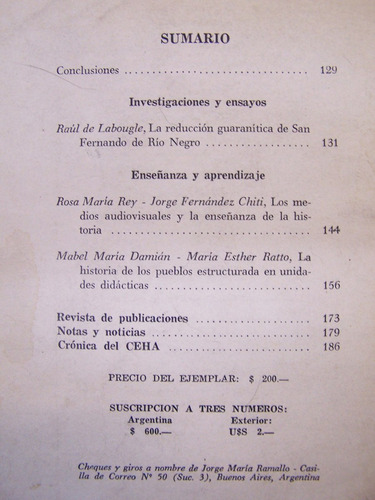 SUMARIO
Conclusiones .................................. 129
Investigaciones y ensayos
Raúl de Labougle, La reducción guaranítica de San
Fernando de Río Negro .................... 131
Enseñanza y aprendizaje
Rosa María Rey - Jorge Fernández Chiti, Los me-
dios audiovisuales y la enseñanza de la his-
toria .................................. 144
Mabel María Damián - María Esther Ratto, La
historia de los pueblos estructurada en unida-
des didácticas ............................ 156
Revista de publicaciones .................... 173
Notas y noticias .............................. 179
Crónica del CEHA .......................... 186
PRECIO DEL EJEMPLAR: $ 200.—
SUSCRIPCION A TRES NUMEROS:
Argentina Exterior:
$ 600.— U$S 2.—
Cheques y giros a nombre de Jorge María Ramallo - Casi-
lla de Correo Nº 50 (Suc. 3), Buenos Aires, Argentina